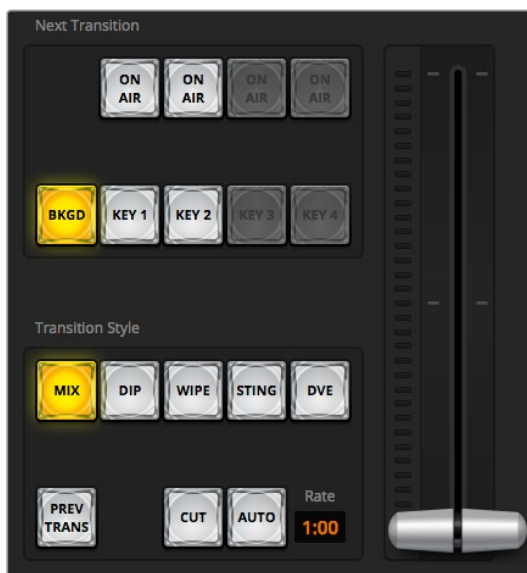 Next Transition
ON AIR
ON AIR
ON AIR
ON AIR
BKGD
KEY 1
KEY 2
KEY 3
KEY 4
Transition Style
MIX
DIP
WIPE
STING
DVE
PREV
TRANS
CUT
AUTO
Rate
1:00